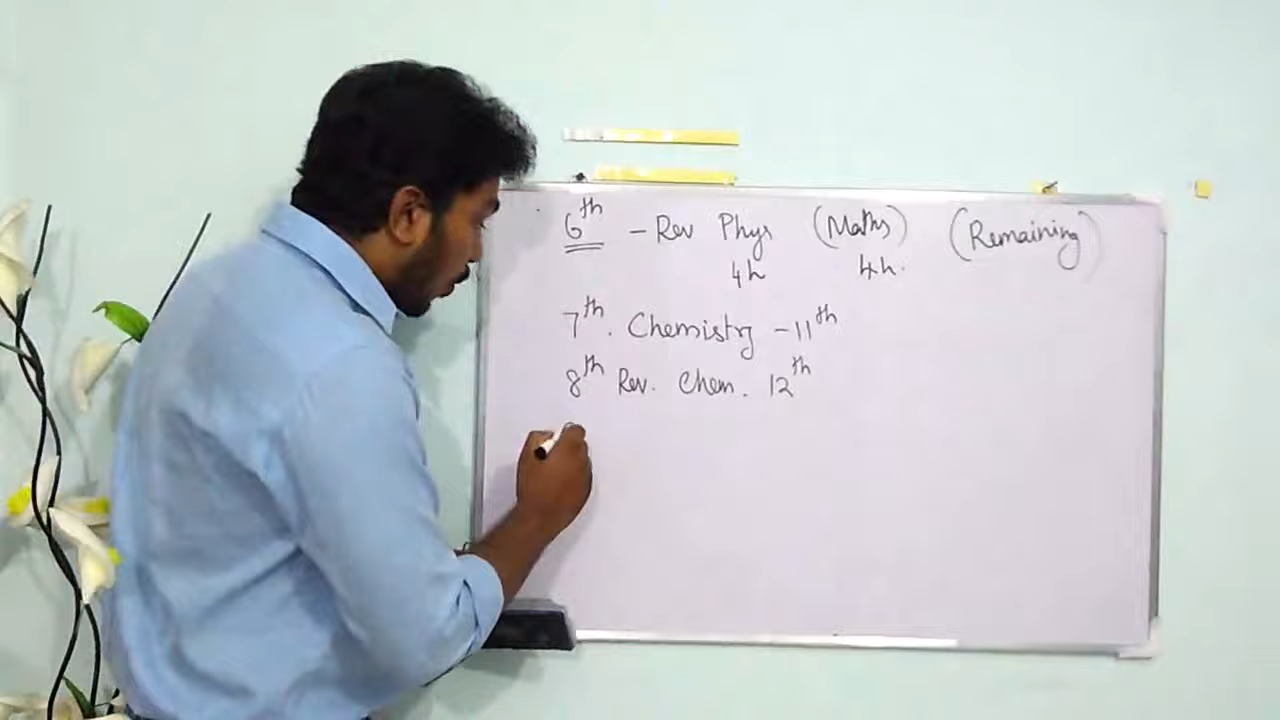 6th - Rev Phys (Maths) (Remaining)
4h 4h.
7th. Chemistry - 11th
8th Rev. Chem. 12th